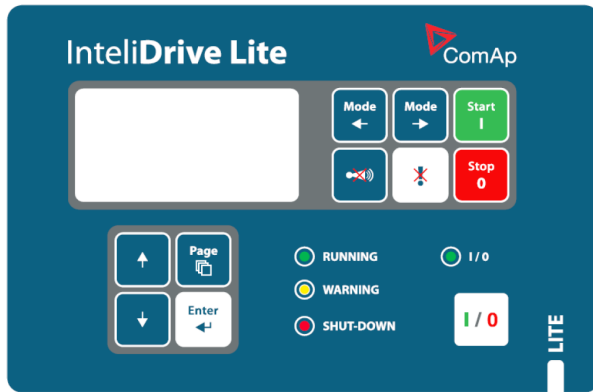 InteliDrive Lite
ComAp
Mode
Mode
Start
I
Stop
0
Page
Enter
RUNNING
I / 0
WARNING
SHUT-DOWN
I / 0
LITE